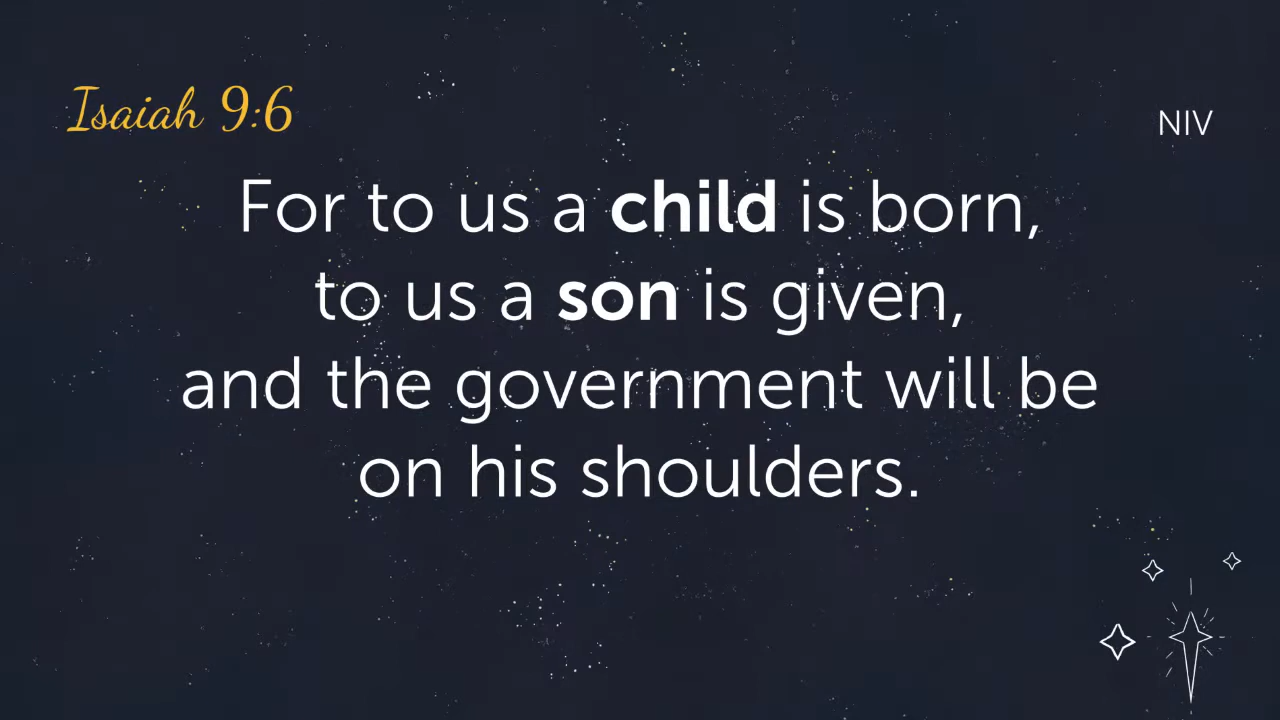 Isaiah 9:6
NIV
For to us a child is born,
to us a son is given,
and the government will be
on his shoulders.